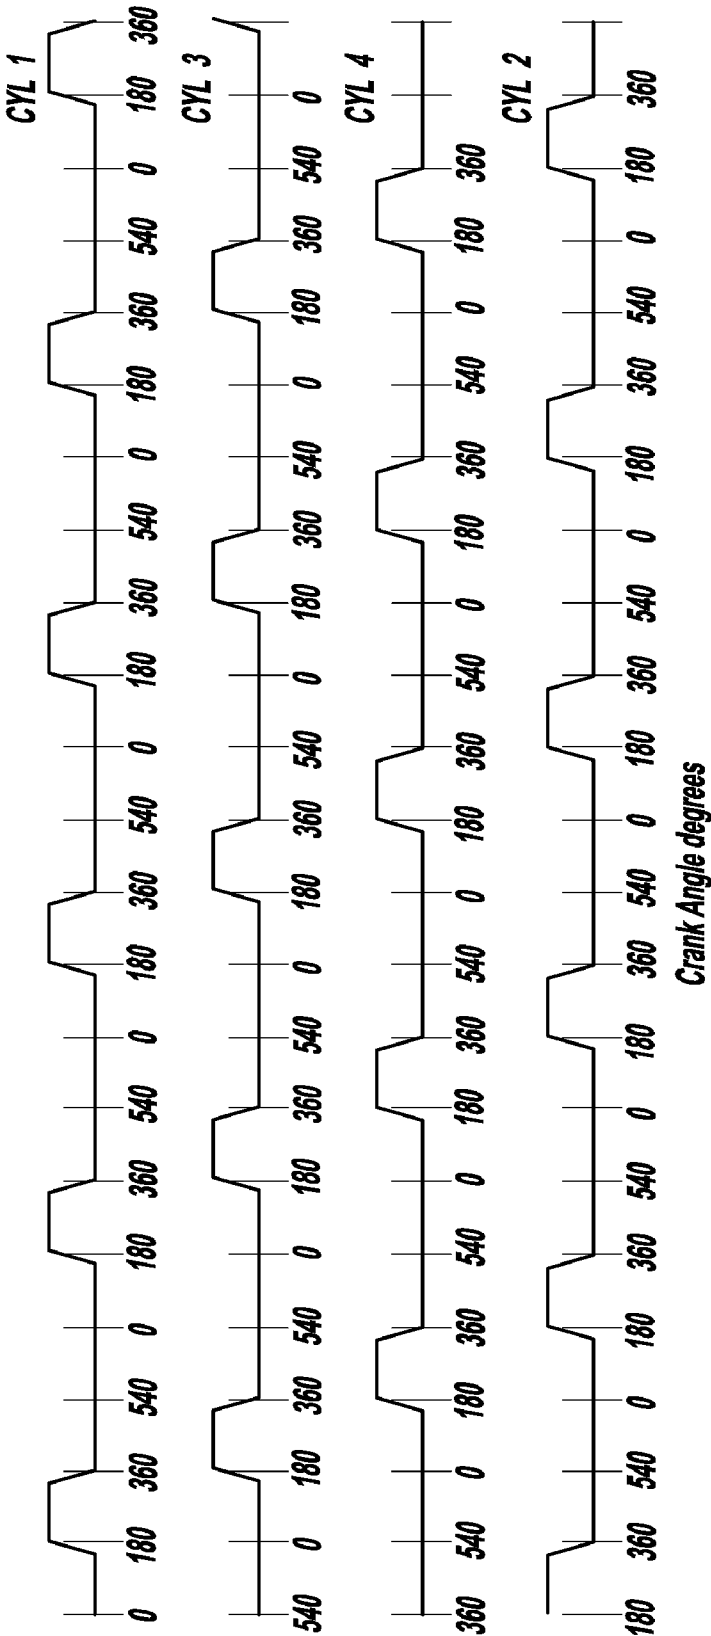 CYL 1
0 180 360 540 0 180 360 540 0 180 360 540 0 180 360 540 0 180 360 540 0 180 360
CYL 3
540 0 180 360 540 0 180 360 540 0 180 360 540 0 180 360 540 0 180 360 540 0
CYL 4
360 540 0 180 360 540 0 180 360 540 0 180 360 540 0 180 360 540 0 180 360
CYL 2
180 360 540 0 180 360 540 0 180 360 540 0 180 360 540 0 180 360 540 0 180 360
Crank Angle degrees